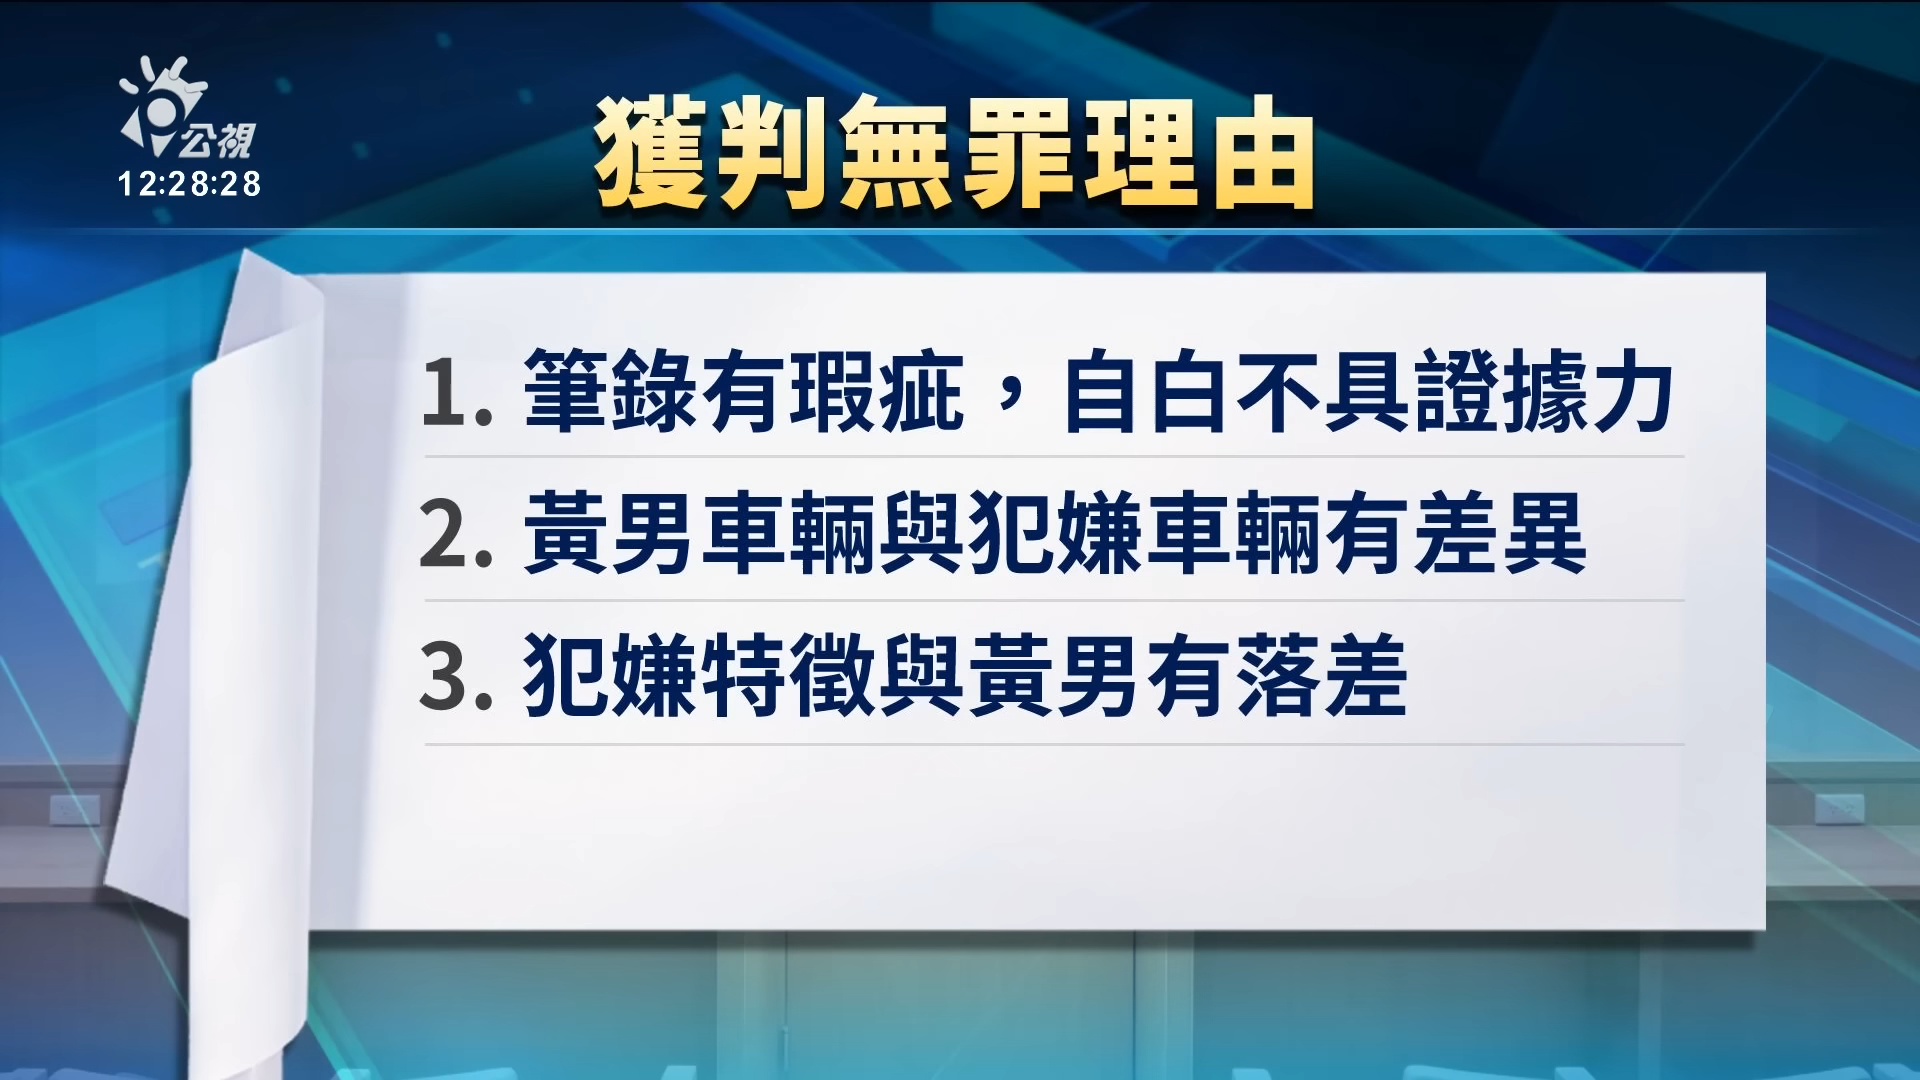 公視
12:28:28
獲判無罪理由
1. 筆錄有瑕疵，自白不具證據力
2. 黃男車輛與犯嫌車輛有差異
3. 犯嫌特徵與黃男有落差